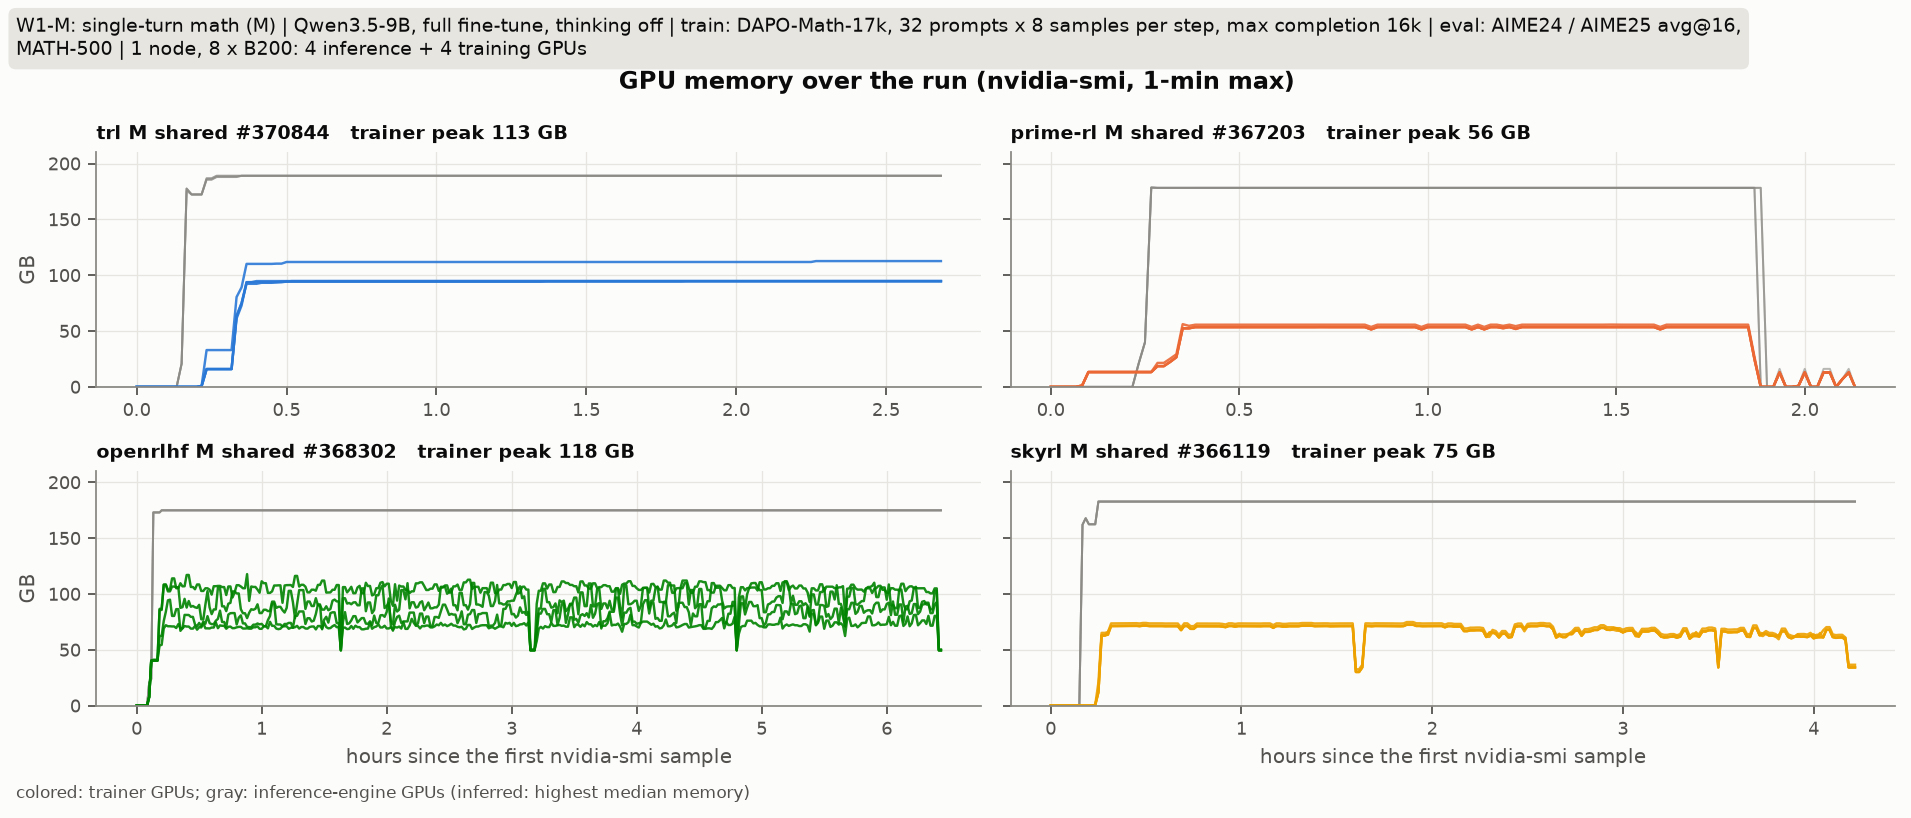 W1-M: single-turn math (M) | Qwen3.5-9B, full fine-tune, thinking off | train: DAPO-Math-17k, 32 prompts x 8 samples per step, max completion 16k | eval: AIME24 / AIME25 avg@16,
MATH-500 | 1 node, 8 x B200: 4 inference + 4 training GPUs
GPU memory over the run (nvidia-smi, 1-min max)
trl M shared #370844   trainer peak 113 GB
200
150
100
50
0
GB
0.0 0.5 1.0 1.5 2.0 2.5
prime-rl M shared #367203   trainer peak 56 GB
0.0 0.5 1.0 1.5 2.0
openrlhf M shared #368302   trainer peak 118 GB
200
150
100
50
0
GB
0 1 2 3 4 5 6
hours since the first nvidia-smi sample
skyrl M shared #366119   trainer peak 75 GB
0 1 2 3 4
hours since the first nvidia-smi sample
colored: trainer GPUs; gray: inference-engine GPUs (inferred: highest median memory)